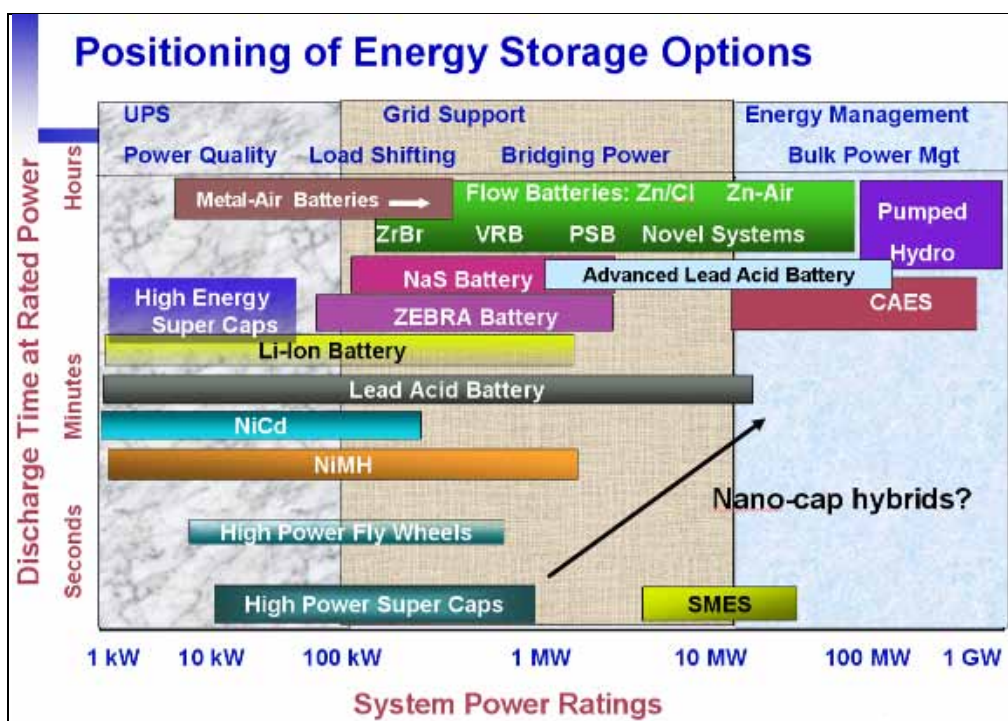 Positioning of Energy Storage Options
UPS
Grid Support
Energy Management
Power Quality
Load Shifting
Bridging Power
Bulk Power Mgt
Discharge Time at Rated Power
Hours
Minutes
Seconds
Metal-Air Batteries
Flow Batteries: Zn/Cl Zn-Air
ZrBr VRB PSB Novel Systems
Pumped
Hydro
NaS Battery
Advanced Lead Acid Battery
High Energy
Super Caps
ZEBRA Battery
CAES
Li-Ion Battery
Lead Acid Battery
NiCd
NiMH
Nano-cap hybrids?
High Power Fly Wheels
High Power Super Caps
SMES
1 kW 10 kW 100 kW 1 MW 10 MW 100 MW 1 GW
System Power Ratings